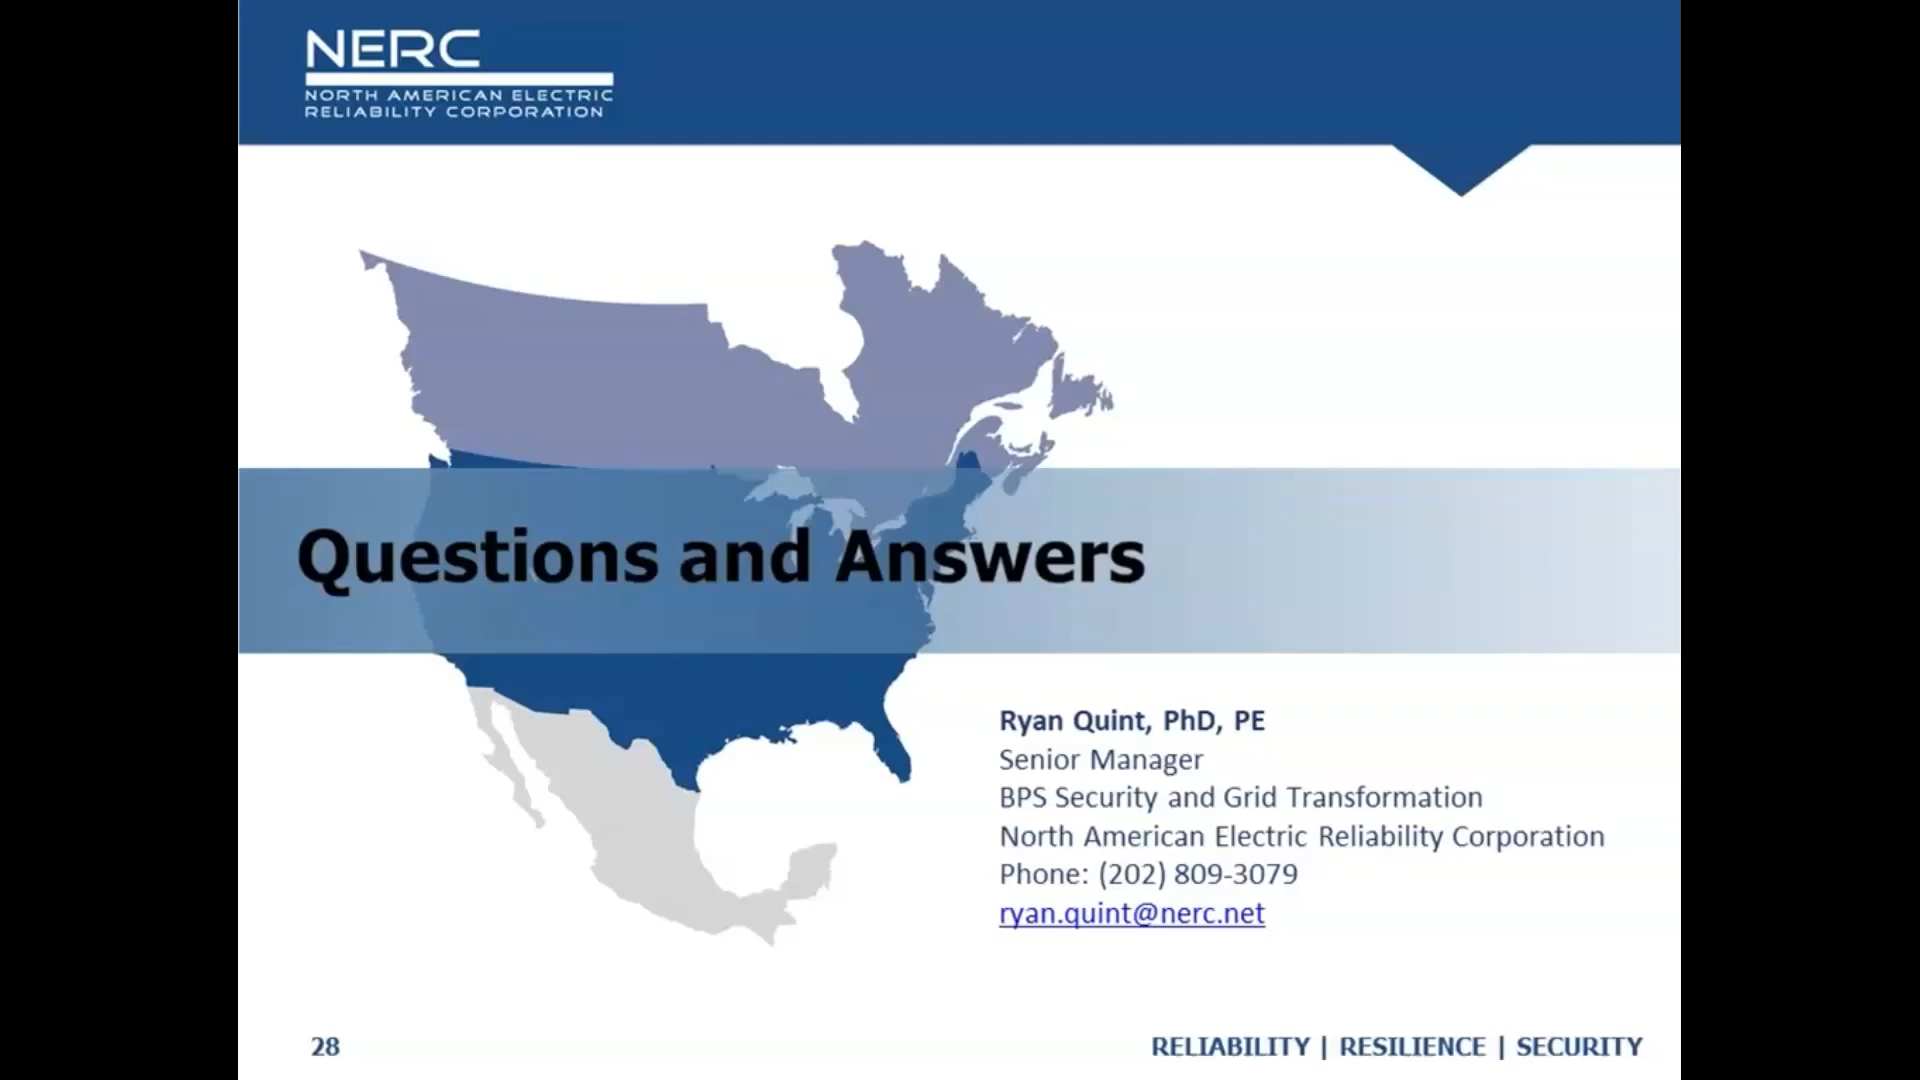 NERC
NORTH AMERICAN ELECTRIC
RELIABILITY CORPORATION
Questions and Answers
Ryan Quint, PhD, PE
Senior Manager
BPS Security and Grid Transformation
North American Electric Reliability Corporation
Phone: (202) 809-3079
ryan.quint@nerc.net
28
RELIABILITY | RESILIENCE | SECURITY